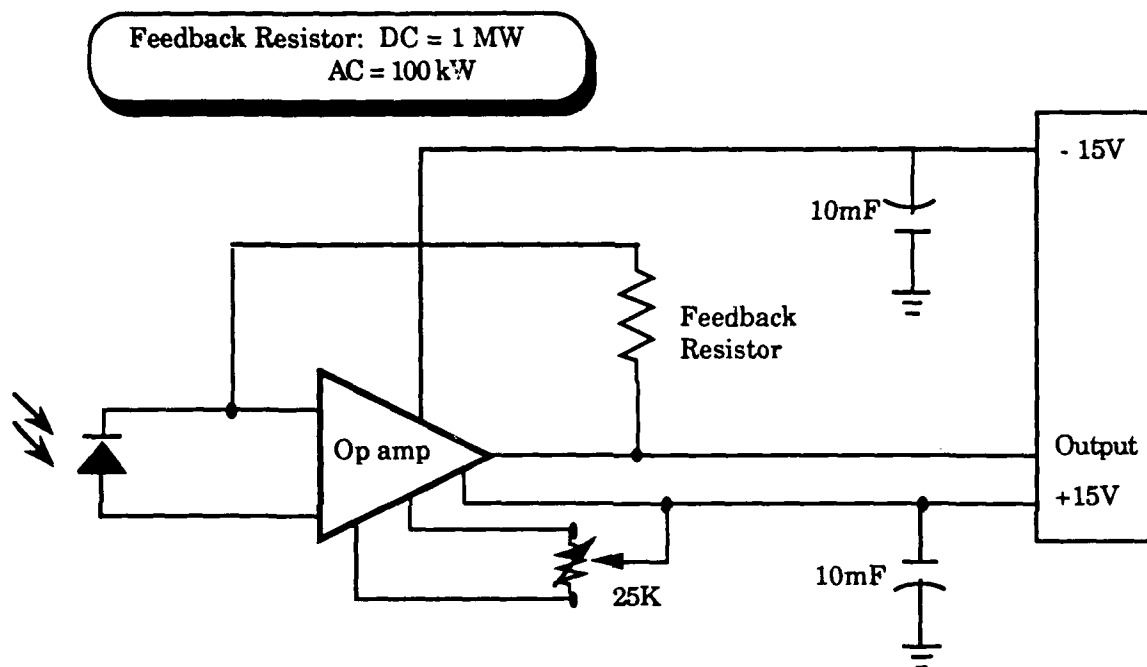 Feedback Resistor: DC = 1 MW
AC = 100 kW
- 15V
10mF
Feedback
Resistor
Op amp
Output
+15V
25K
10mF